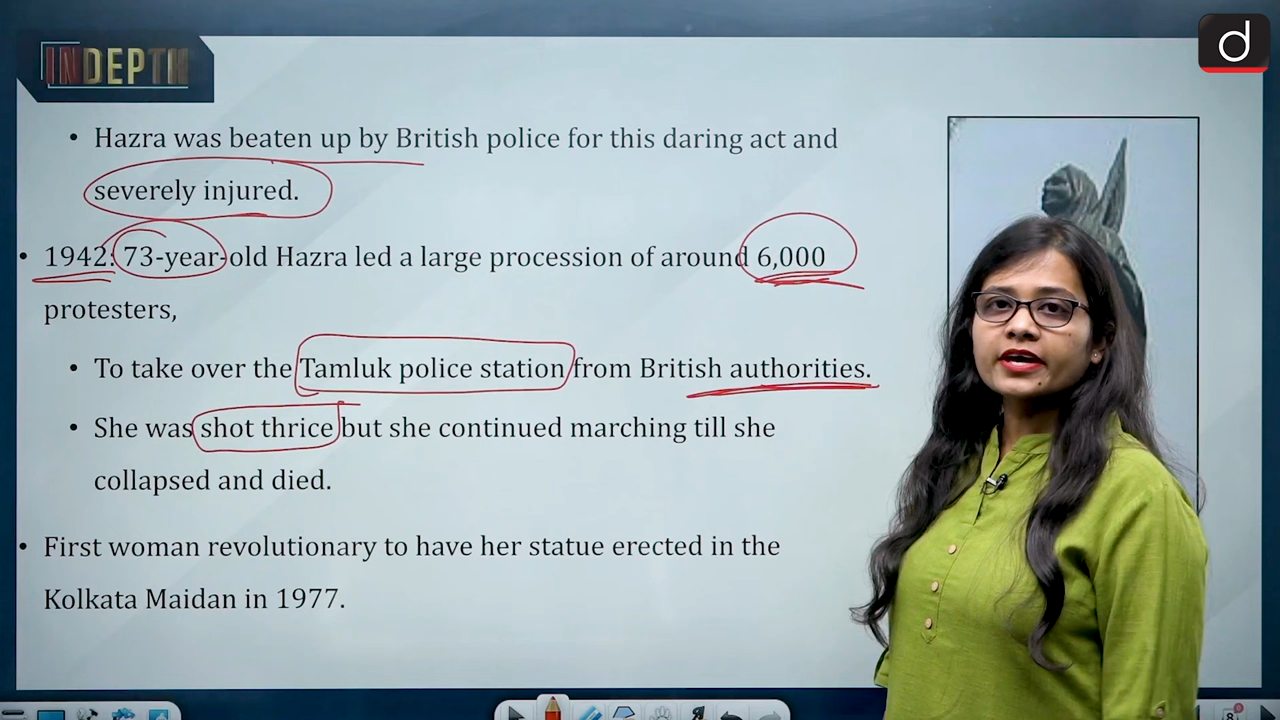 INDEPTH
d
• Hazra was beaten up by British police for this daring act and
severely injured.
• 1942: 73-year-old Hazra led a large procession of around 6,000
protesters,
• To take over the Tamluk police station from British authorities.
• She was shot thrice but she continued marching till she
collapsed and died.
• First woman revolutionary to have her statue erected in the
Kolkata Maidan in 1977.
8